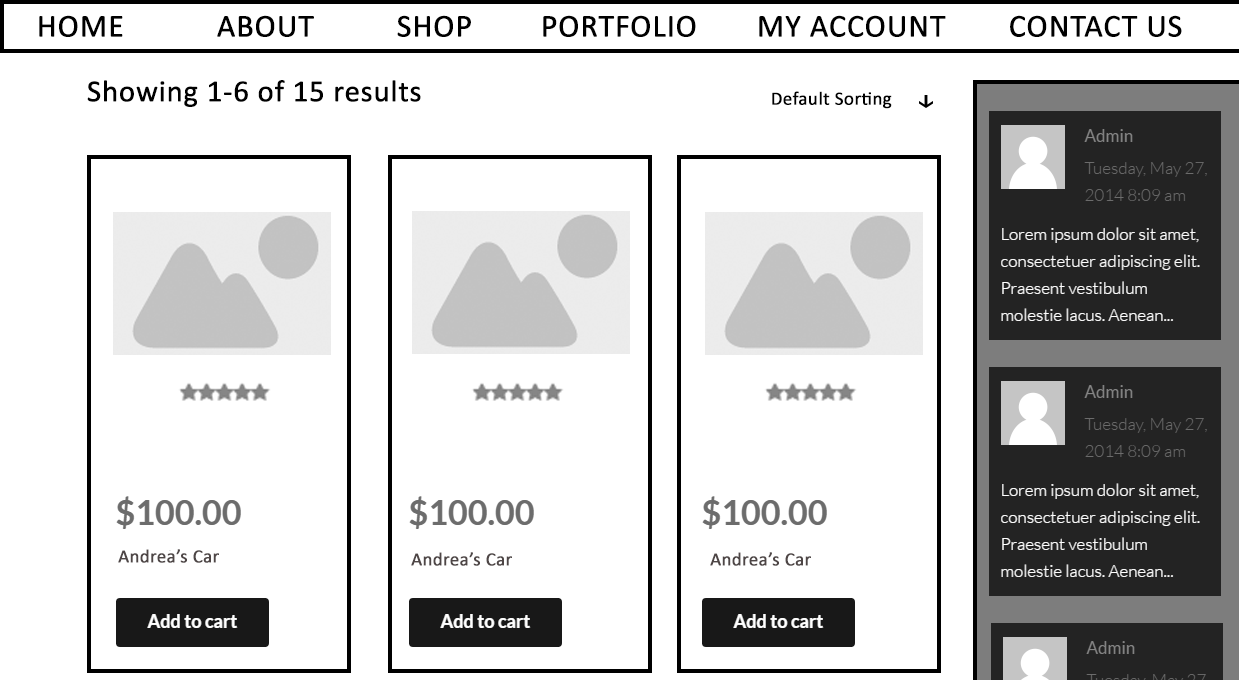 HOME ABOUT SHOP PORTFOLIO MY ACCOUNT CONTACT US
Showing 1-6 of 15 results
Default Sorting
$100.00
Andrea’s Car
Add to cart
$100.00
Andrea’s Car
Add to cart
$100.00
Andrea’s Car
Add to cart
Admin
Tuesday, May 27,
2014 8:09 am
Lorem ipsum dolor sit amet,
consectetuer adipiscing elit.
Praesent vestibulum
molestie lacus. Aenean...
Admin
Tuesday, May 27,
2014 8:09 am
Lorem ipsum dolor sit amet,
consectetuer adipiscing elit.
Praesent vestibulum
molestie lacus. Aenean...
Admin
Tuesday, May 27,